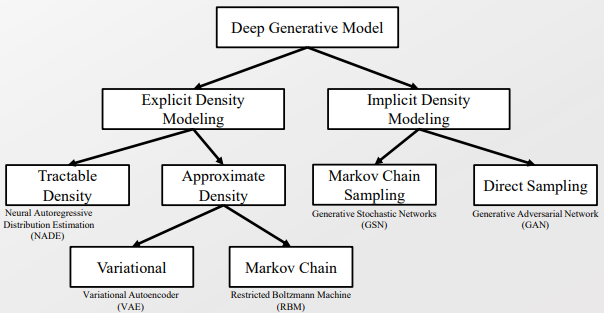 Deep Generative Model
Explicit Density
Modeling
Implicit Density
Modeling
Tractable
Density
Approximate
Density
Markov Chain
Sampling
Direct Sampling
Neural Autoregressive
Distribution Estimation
(NADE)
Generative Stochastic Networks
(GSN)
Generative Adversarial Network
(GAN)
Variational
Markov Chain
Variational Autoencoder
(VAE)
Restricted Boltzmann Machine
(RBM)